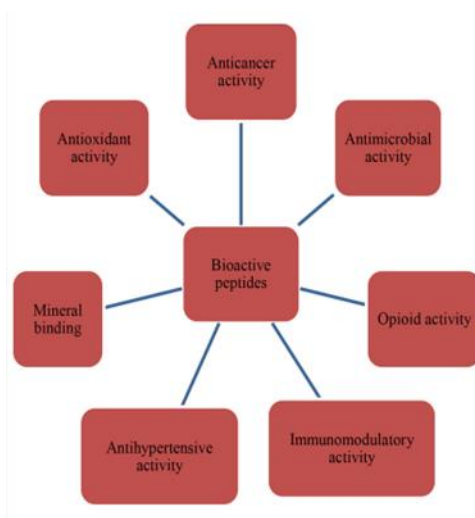 Anticancer
activity
Antioxidant
activity
Antimicrobial
activity
Bioactive
peptides
Mineral
binding
Opioid activity
Antihypertensive
activity
Immunomodulatory
activity